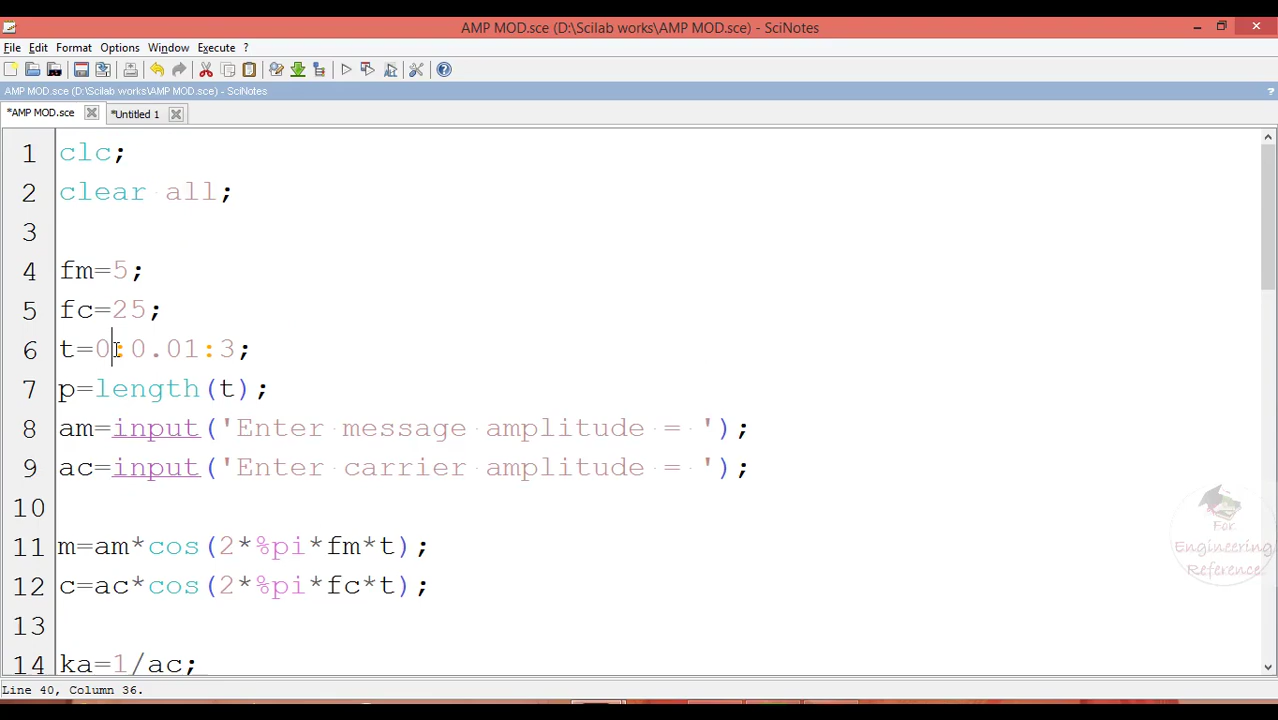 AMP MOD.sce (D:\Scilab works\AMP MOD.sce) - SciNotes
File Edit Format Options Window Execute ?
AMP MOD.sce (D:\Scilab works\AMP MOD.sce) - SciNotes ?
*AMP MOD.sce *Untitled 1
1 clc;
2 clear all;
3
4 fm=5;
5 fc=25;
6 t=0:0.01:3;
7 p=length(t);
8 am=input('Enter message amplitude = ');
9 ac=input('Enter carrier amplitude = ');
10
11 m=am*cos(2*%pi*fm*t);
12 c=ac*cos(2*%pi*fc*t);
13
14 ka=1/ac;
For
Engineering
Reference
Line 40, Column 36.